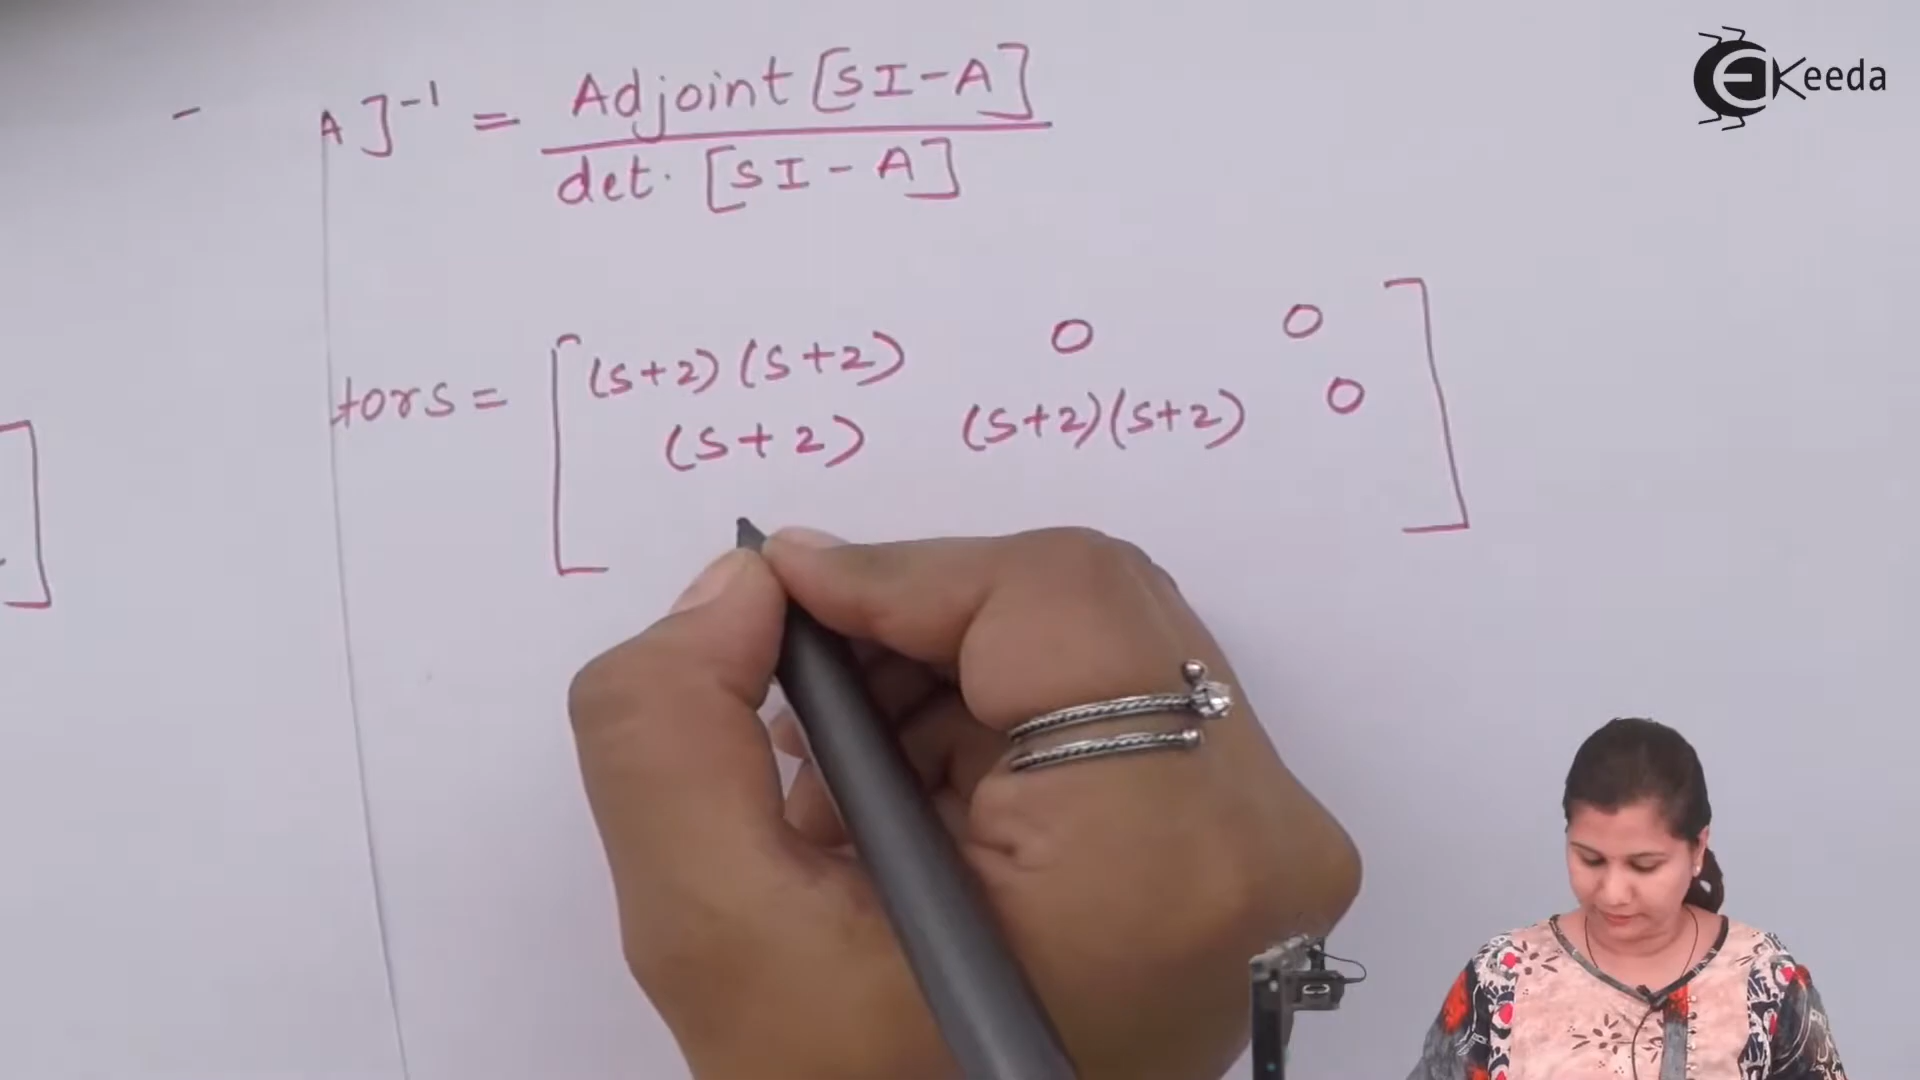 A]⁻¹ = Adjoint [SI-A]
det. [SI-A]
tors = [(S+2)(S+2) 0 0]
(S+2) (S+2)(S+2) 0
EKeeda